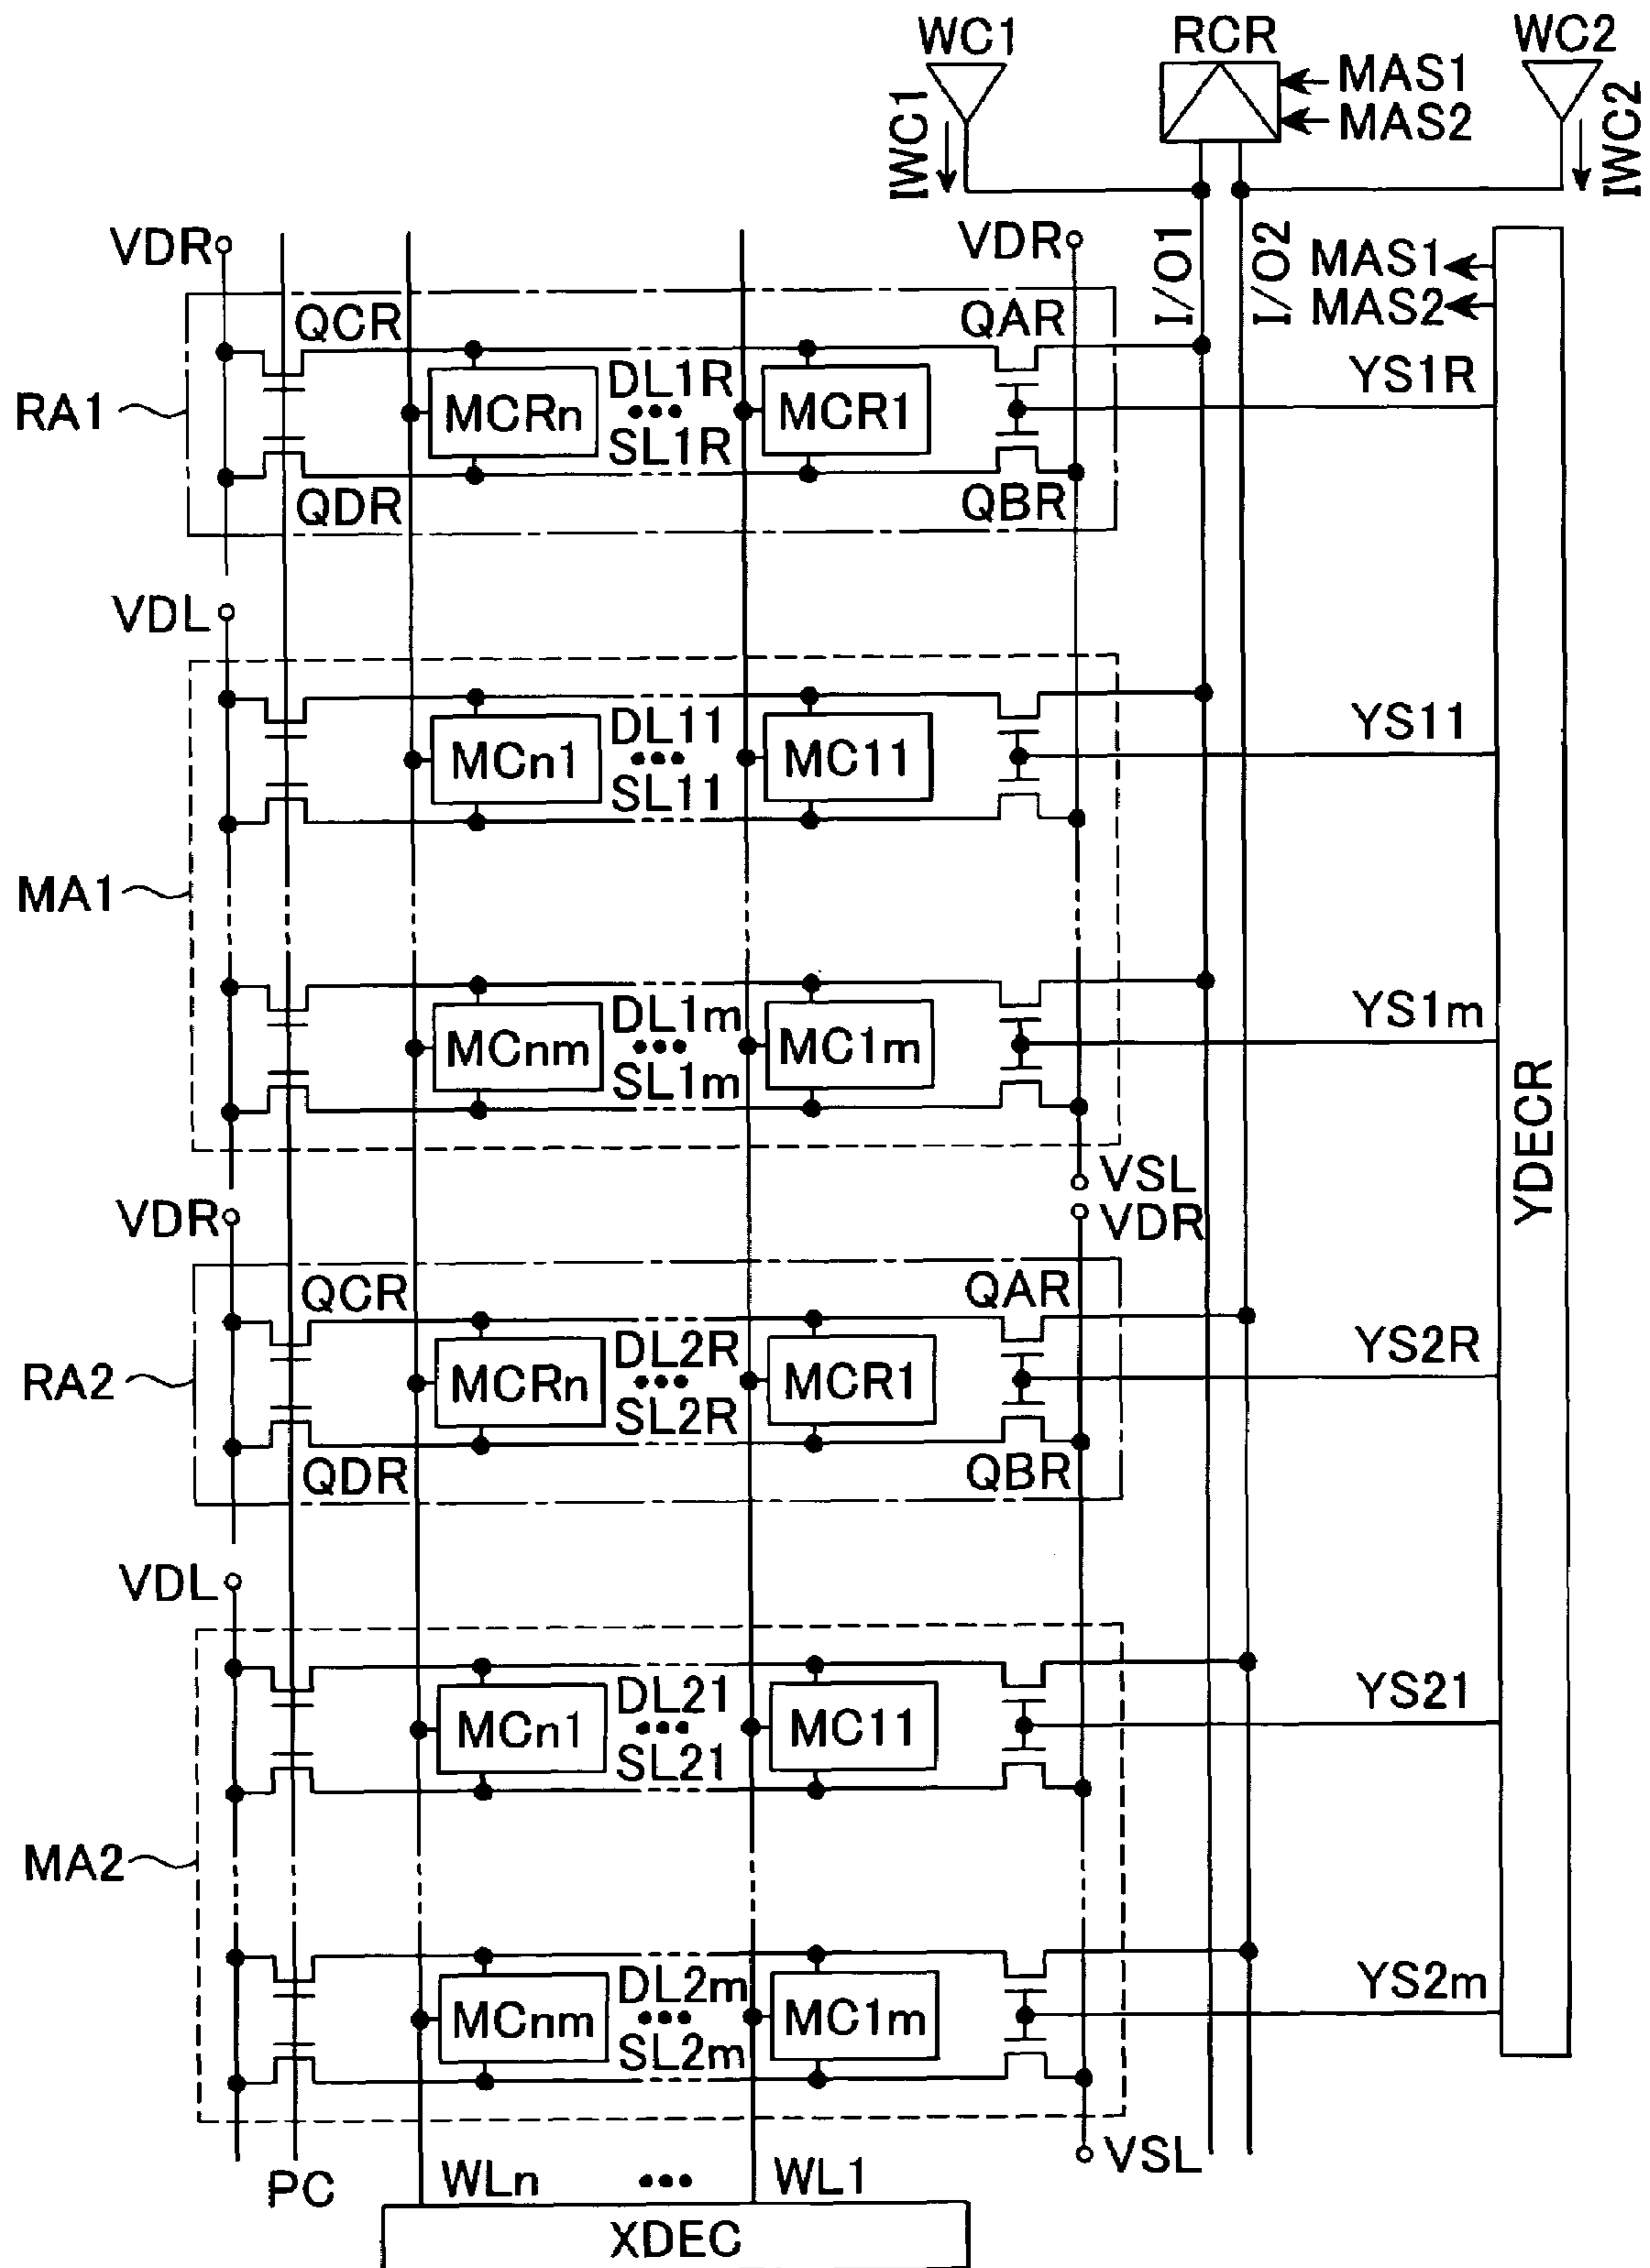 WC1
RCR
WC2
MAS1
MAS2
IWC1
IWC2
VDR
VDR
I/O1
I/O2
MAS1
MAS2
QCR
QAR
YS1R
RA1
MCRn
DL1R
•••
SL1R
MCR1
QDR
QBR
VDL
YS11
MCn1
DL11
•••
SL11
MC11
MA1
YS1m
MCnm
DL1m
•••
SL1m
MC1m
YDECR
VSL
VDR
VDR
QCR
QAR
YS2R
RA2
MCRn
DL2R
•••
SL2R
MCR1
QDR
QBR
VDL
YS21
MCn1
DL21
•••
SL21
MC11
MA2
YS2m
MCnm
DL2m
•••
SL2m
MC1m
VSL
PC
WLn ••• WL1
XDEC